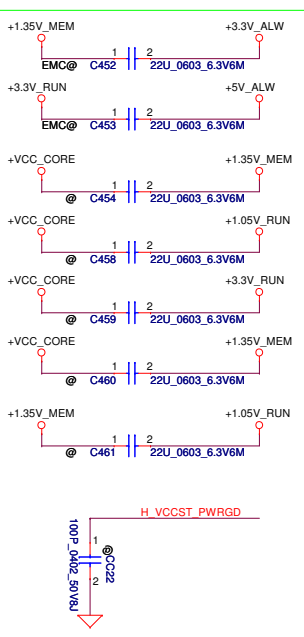 +1.35V_MEM +3.3V_ALW
1 2
EMC@ C452 22U_0603_6.3V6M
+3.3V_RUN +5V_ALW
1 2
EMC@ C453 22U_0603_6.3V6M
+VCC_CORE +1.35V_MEM
1 2
@ C454 22U_0603_6.3V6M
+VCC_CORE +1.05V_RUN
1 2
@ C458 22U_0603_6.3V6M
+VCC_CORE +3.3V_RUN
1 2
@ C459 22U_0603_6.3V6M
+VCC_CORE +1.35V_MEM
1 2
@ C460 22U_0603_6.3V6M
+1.35V_MEM +1.05V_RUN
1 2
@ C461 22U_0603_6.3V6M
H_VCCST_PWRGD
1
2
@CC22
100P_0402_50V8J